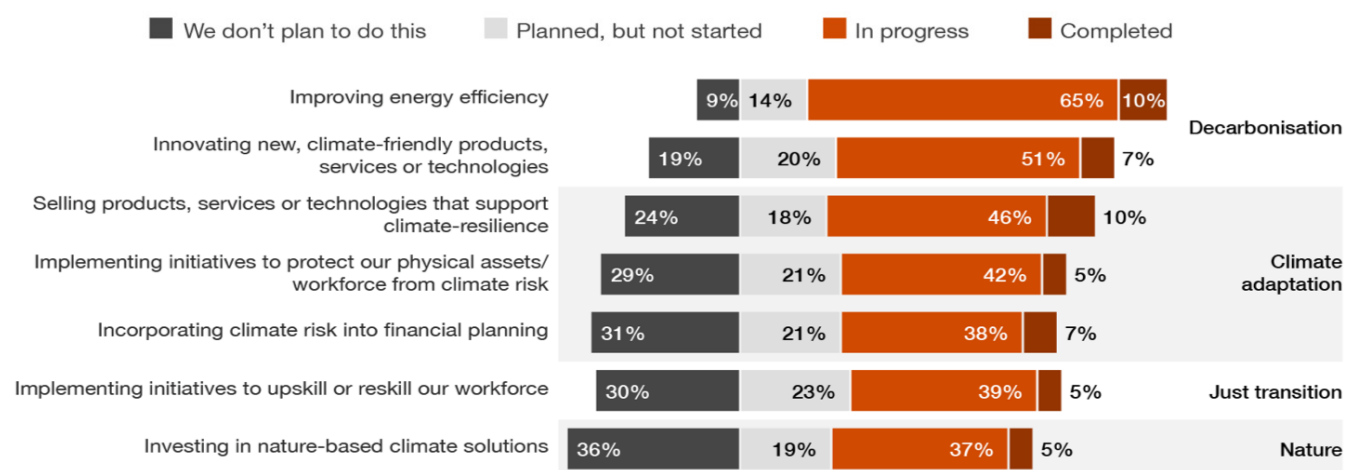 We don’t plan to do this Planned, but not started In progress Completed
Improving energy efficiency 9% 14% 65% 10%
Decarbonisation
Innovating new, climate-friendly products,
services or technologies 19% 20% 51% 7%
Selling products, services or technologies that support
climate-resilience 24% 18% 46% 10%
Implementing initiatives to protect our physical assets/
workforce from climate risk 29% 21% 42% 5%
Climate
adaptation
Incorporating climate risk into financial planning 31% 21% 38% 7%
Implementing initiatives to upskill or reskill our workforce 30% 23% 39% 5% Just transition
Investing in nature-based climate solutions 36% 19% 37% 5% Nature